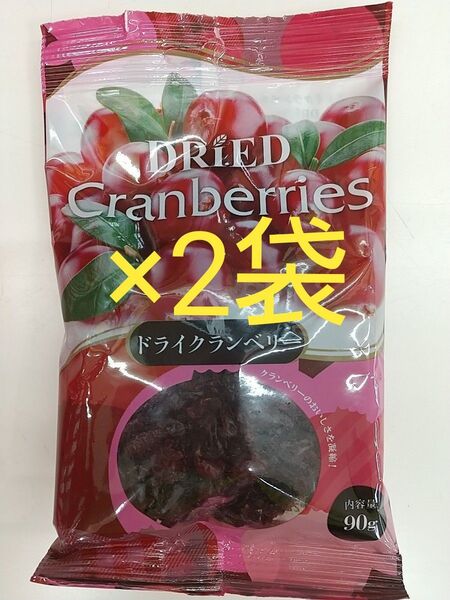 DRiED
Cranberries
×2袋
ドライクランベリー
クランベリーのおいしさを凝縮!
内容量
90g